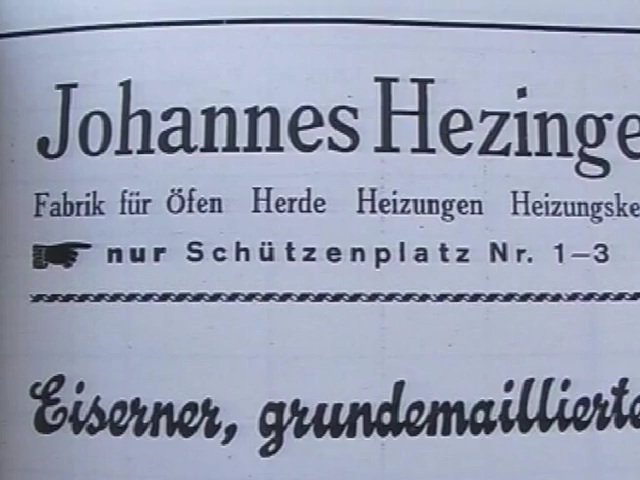 Johannes Hezinge
Fabrik für Öfen Herde Heizungen Heizungske
nur Schützenplatz Nr. 1–3
Eiserner, grundemaillierte